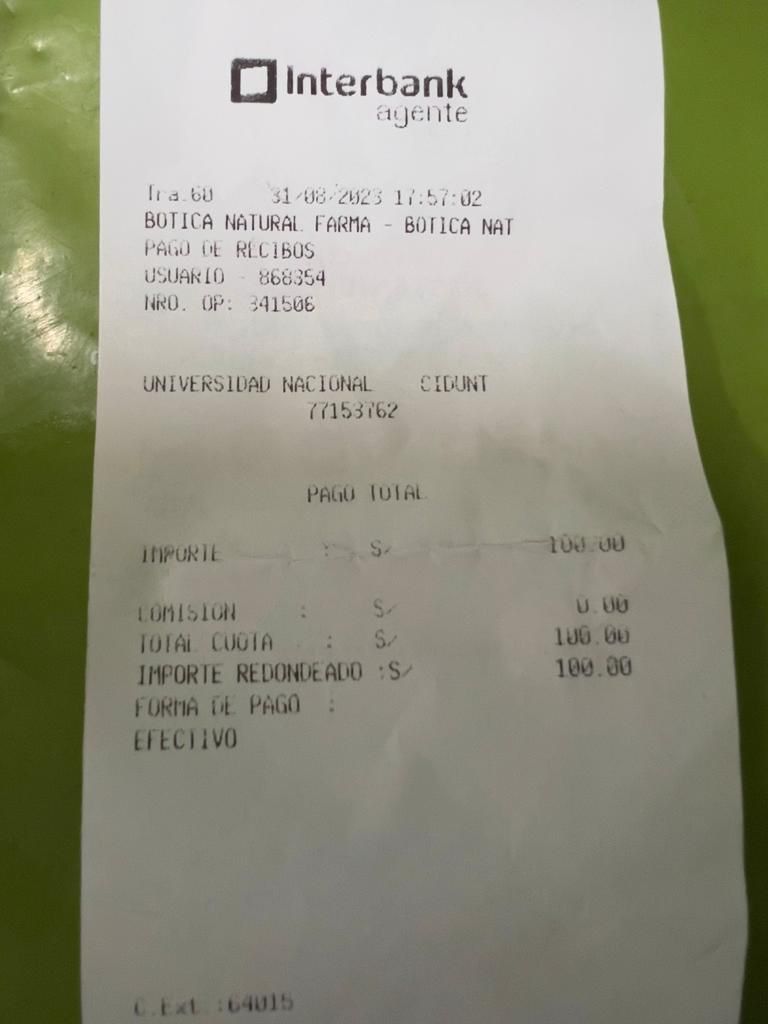 Interbank
agente
Tra.60 31/08/2023 17:57:02
BOTICA NATURAL FARMA - BOTICA NAT
PAGO DE RECIBOS
USUARIO - 868354
NRO. OP: 341506
UNIVERSIDAD NACIONAL CIDUNT
77153762
PAGO TOTAL
IMPORTE : S/ 100.00
COMISION : S/ 0.00
TOTAL CUOTA : S/ 100.00
IMPORTE REDONDEADO :S/ 100.00
FORMA DE PAGO :
EFECTIVO
C.Ext.:64015